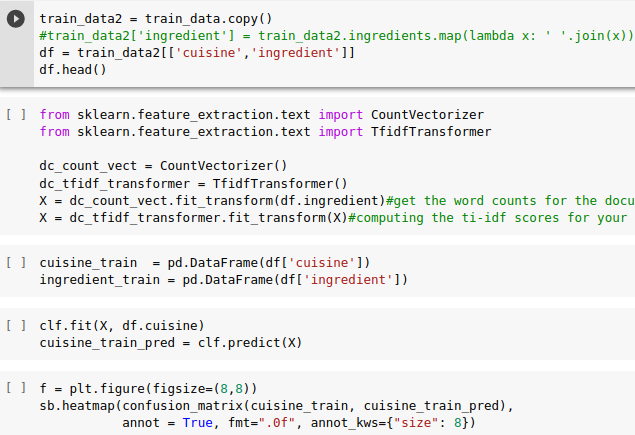 train_data2 = train_data.copy()
#train_data2['ingredient'] = train_data2.ingredients.map(lambda x: ' '.join(x))
df = train_data2[['cuisine','ingredient']]
df.head()
[ ] from sklearn.feature_extraction.text import CountVectorizer
from sklearn.feature_extraction.text import TfidfTransformer
dc_count_vect = CountVectorizer()
dc_tfidf_transformer = TfidfTransformer()
X = dc_count_vect.fit_transform(df.ingredient)#get the word counts for the docu
X = dc_tfidf_transformer.fit_transform(X)#computing the ti-idf scores for your
[ ] cuisine_train  = pd.DataFrame(df['cuisine'])
ingredient_train = pd.DataFrame(df['ingredient'])
[ ] clf.fit(X, df.cuisine)
cuisine_train_pred = clf.predict(X)
[ ] f = plt.figure(figsize=(8,8))
sb.heatmap(confusion_matrix(cuisine_train, cuisine_train_pred),
annot = True, fmt=".0f", annot_kws={"size": 8})